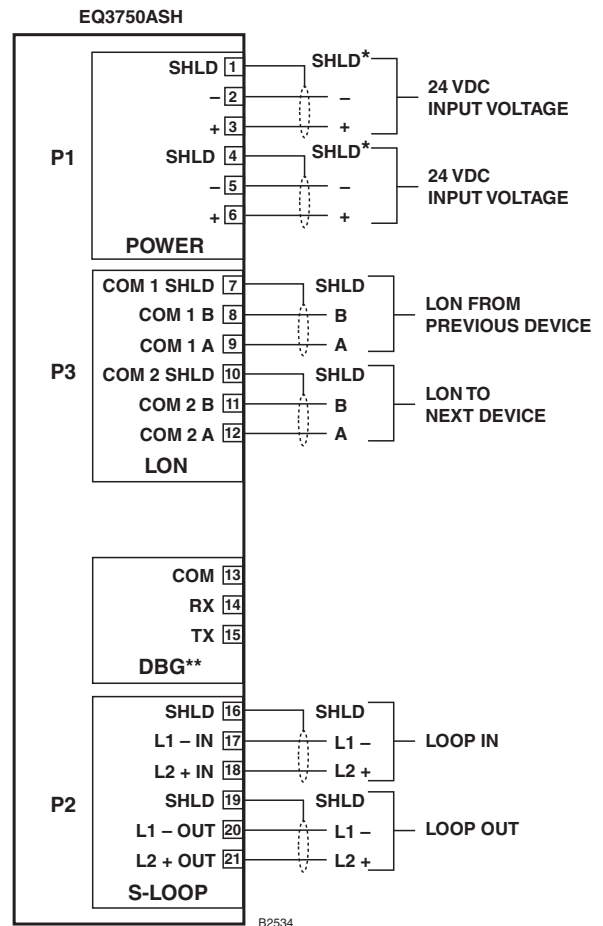 EQ3750ASH
SHLD 1 SHLD*
– 2 –
+ 3 +
24 VDC
INPUT VOLTAGE
P1
SHLD 4 SHLD*
– 5 –
+ 6 +
24 VDC
INPUT VOLTAGE
POWER
COM 1 SHLD 7 SHLD
COM 1 B 8 B
COM 1 A 9 A
LON FROM
PREVIOUS DEVICE
P3
COM 2 SHLD 10 SHLD
COM 2 B 11 B
COM 2 A 12 A
LON TO
NEXT DEVICE
LON
COM 13
RX 14
TX 15
DBG**
SHLD 16 SHLD
L1 – IN 17 L1 –
L2 + IN 18 L2 +
LOOP IN
P2
SHLD 19 SHLD
L1 – OUT 20 L1 –
L2 + OUT 21 L2 +
LOOP OUT
S-LOOP
B2534